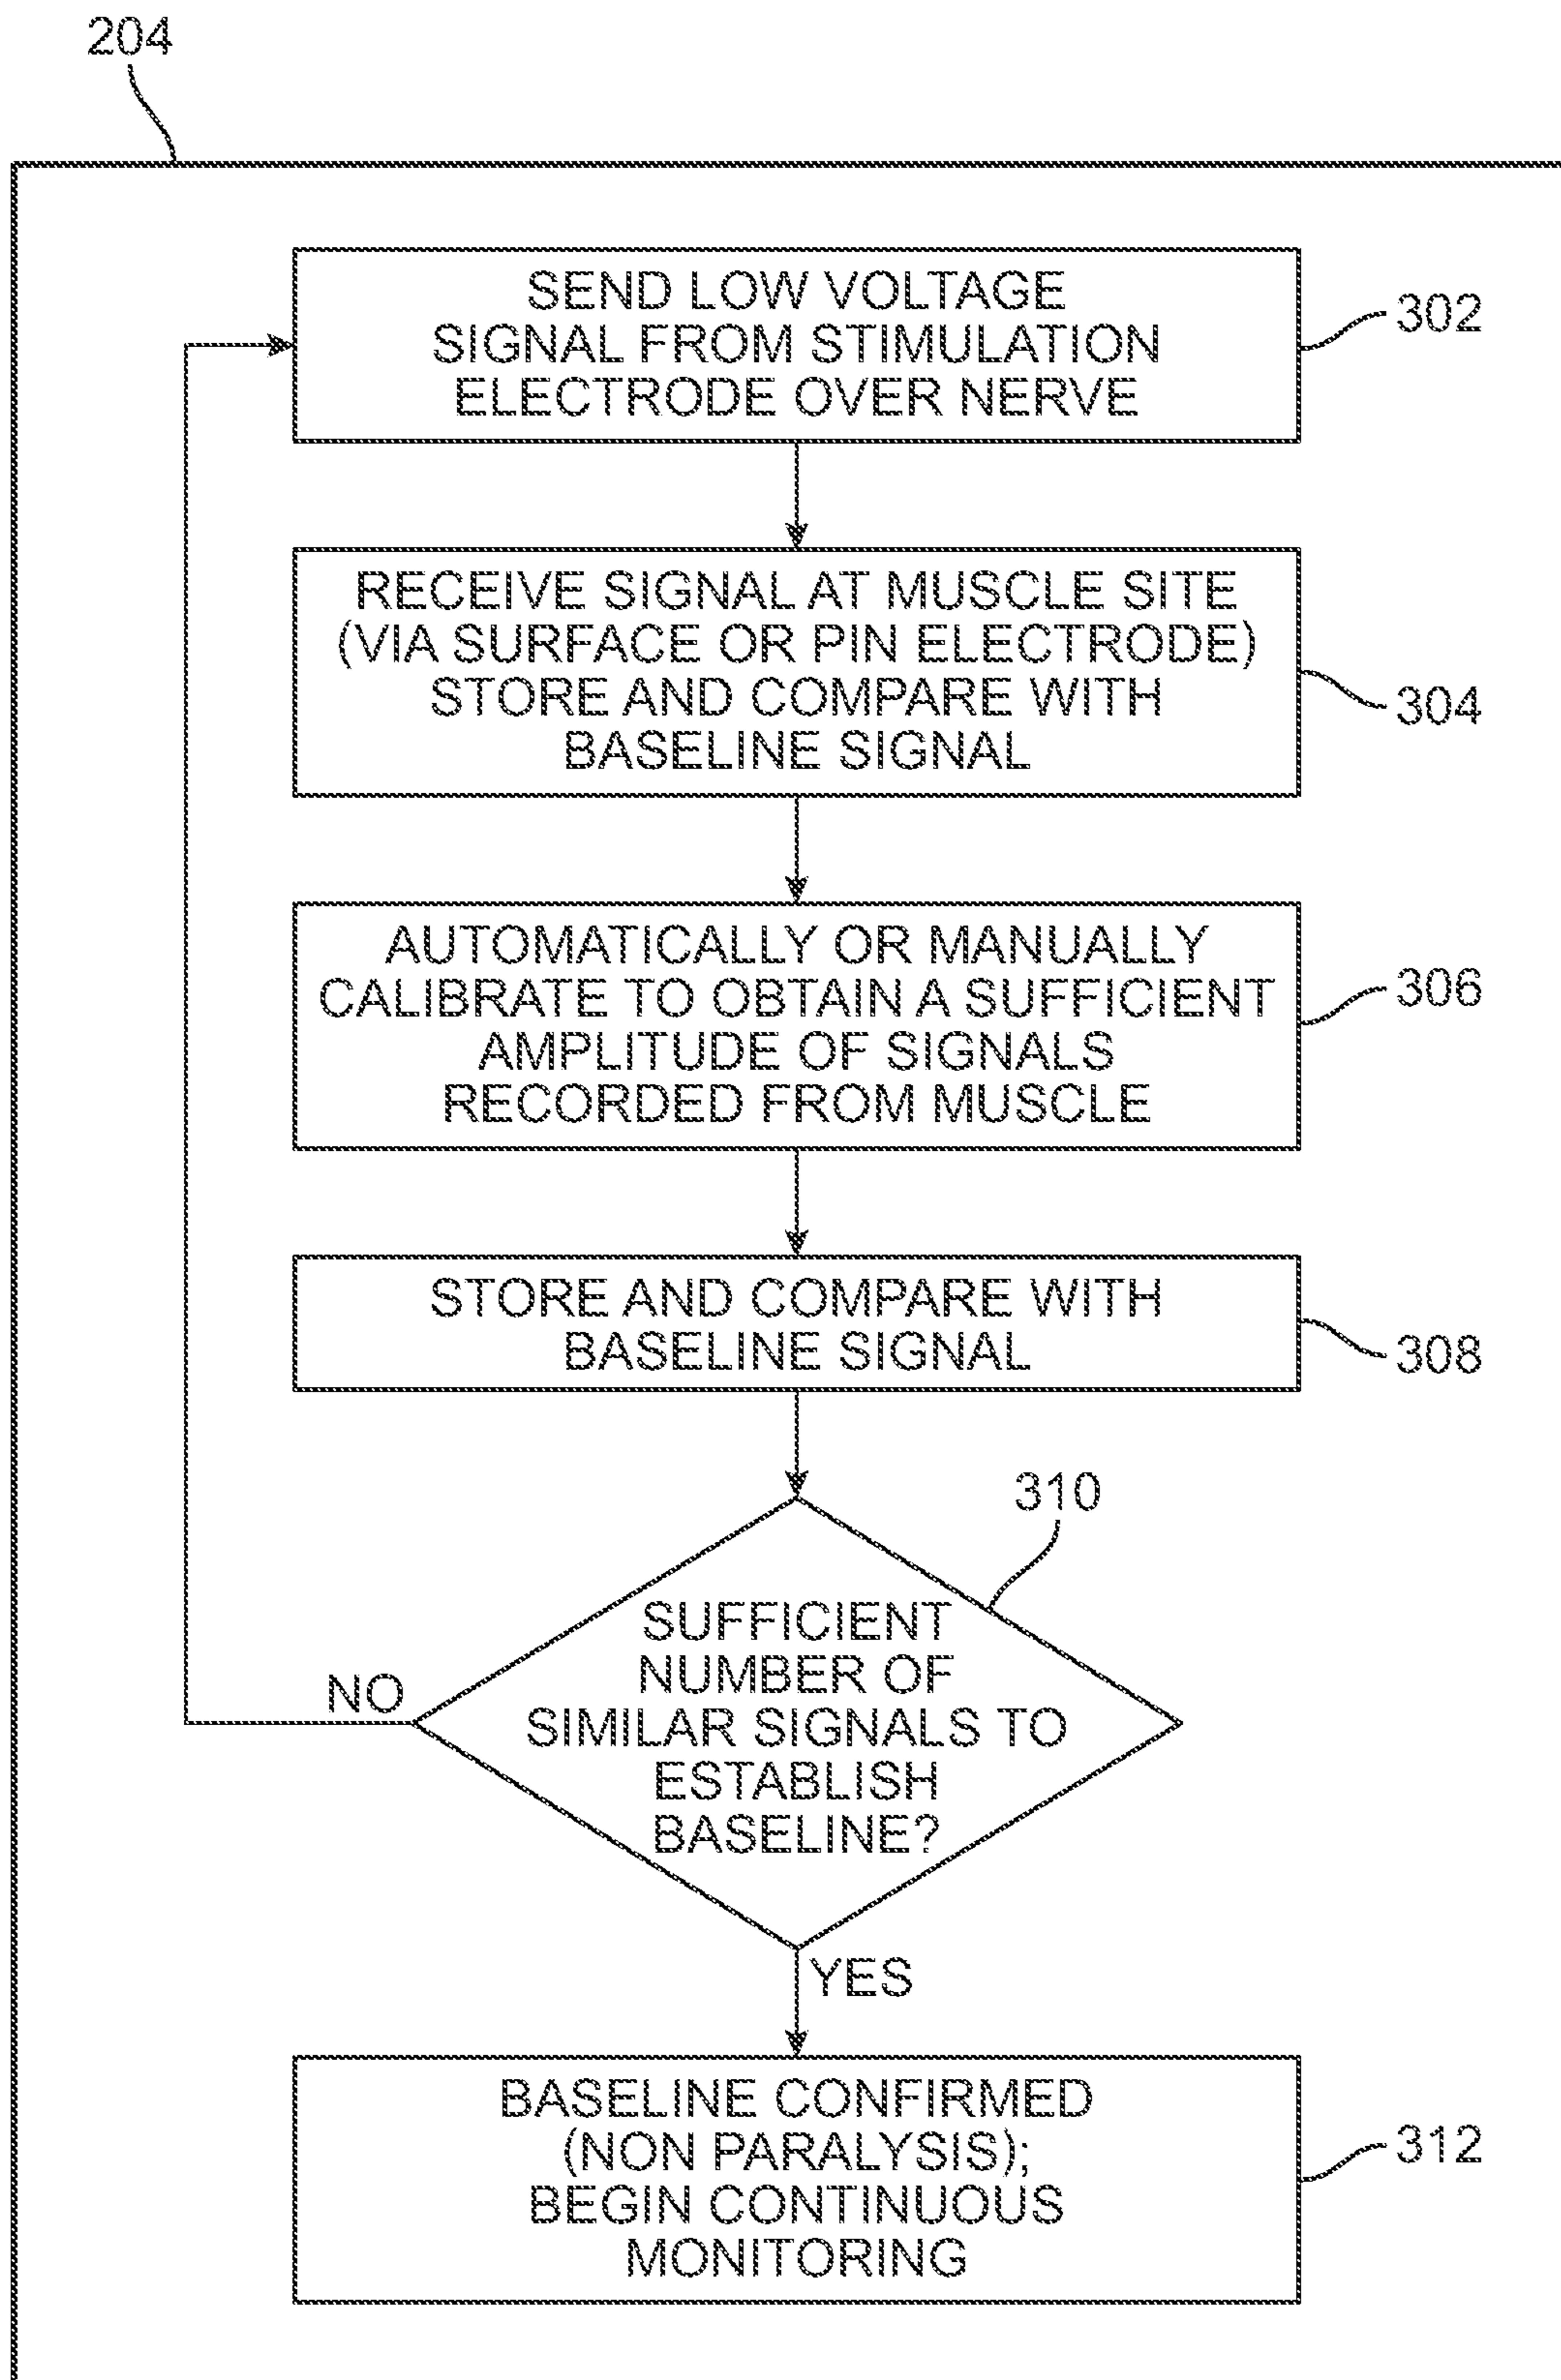 204
SEND LOW VOLTAGE
SIGNAL FROM STIMULATION
ELECTRODE OVER NERVE
302
RECEIVE SIGNAL AT MUSCLE SITE
(VIA SURFACE OR PIN ELECTRODE)
STORE AND COMPARE WITH
BASELINE SIGNAL
304
AUTOMATICALLY OR MANUALLY
CALIBRATE TO OBTAIN A SUFFICIENT
AMPLITUDE OF SIGNALS
RECORDED FROM MUSCLE
306
STORE AND COMPARE WITH
BASELINE SIGNAL
308
310
SUFFICIENT
NUMBER OF
SIMILAR SIGNALS TO
ESTABLISH
BASELINE?
NO
YES
BASELINE CONFIRMED
(NON PARALYSIS);
BEGIN CONTINUOUS
MONITORING
312